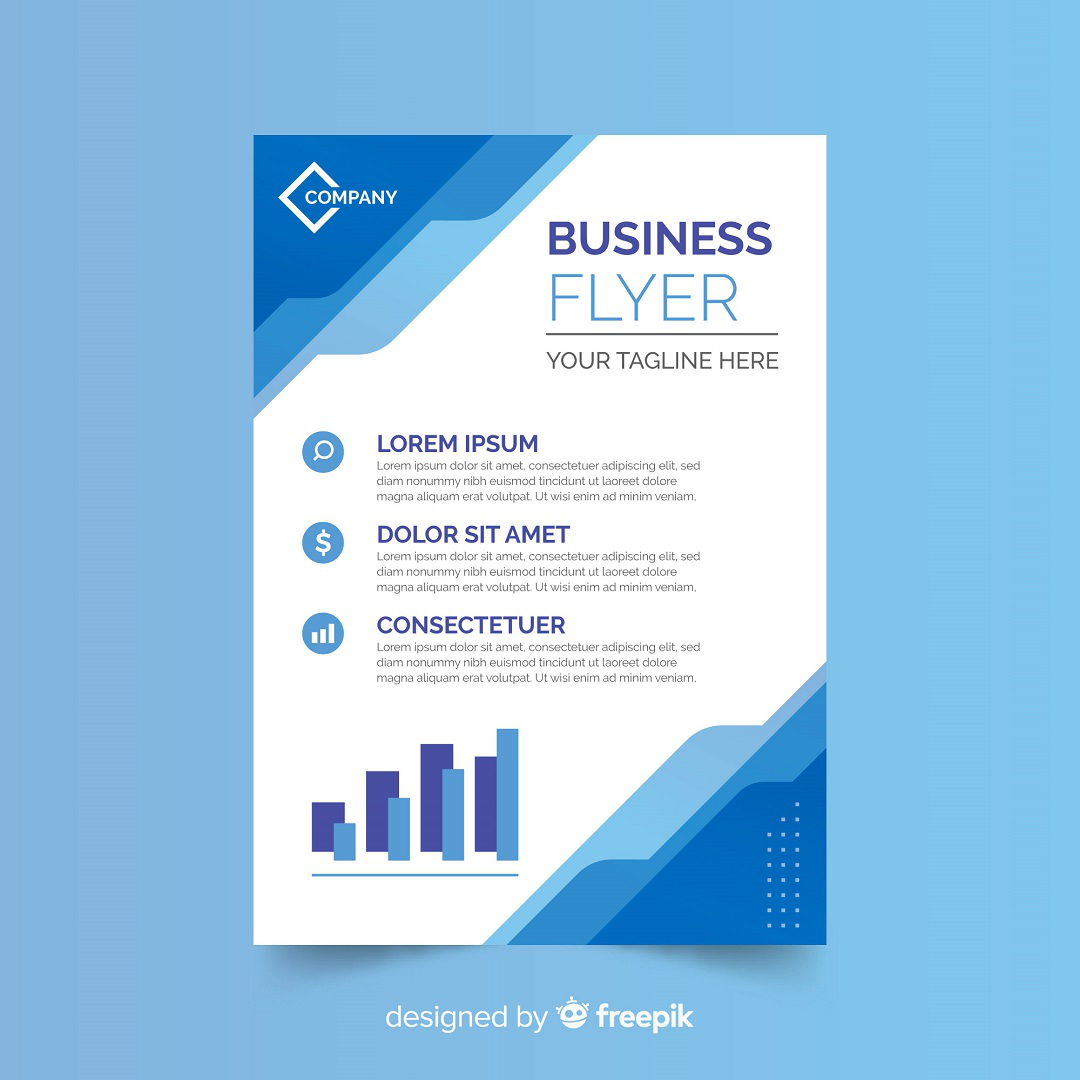 COMPANY
BUSINESS
FLYER
YOUR TAGLINE HERE
LOREM IPSUM
Lorem ipsum dolor sit amet, consectetuer adipiscing elit, sed
diam nonummy nibh euismod tincidunt ut laoreet dolore
magna aliquam erat volutpat. Ut wisi enim ad minim veniam,
$
DOLOR SIT AMET
Lorem ipsum dolor sit amet, consectetuer adipiscing elit, sed
diam nonummy nibh euismod tincidunt ut laoreet dolore
magna aliquam erat volutpat. Ut wisi enim ad minim veniam,
CONSECTETUER
Lorem ipsum dolor sit amet, consectetuer adipiscing elit, sed
diam nonummy nibh euismod tincidunt ut laoreet dolore
magna aliquam erat volutpat. Ut wisi enim ad minim veniam,
designed by freepik